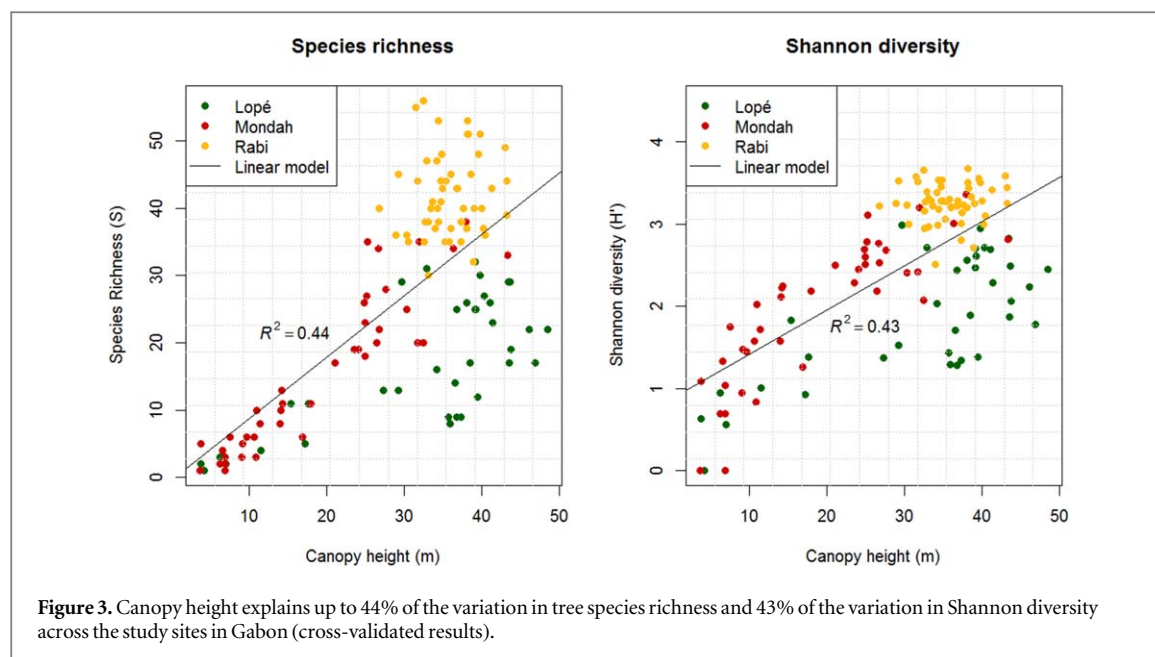 Species richness
Lopé
Mondah
Rabi
Linear model
R² = 0.44
Species Richness (S)
0
10
20
30
40
50
10
20
30
40
50
Canopy height (m)
Shannon diversity
Lopé
Mondah
Rabi
Linear model
R² = 0.43
Shannon diversity (H')
0
1
2
3
4
10
20
30
40
50
Canopy height (m)
Figure 3. Canopy height explains up to 44% of the variation in tree species richness and 43% of the variation in Shannon diversity
across the study sites in Gabon (cross-validated results).